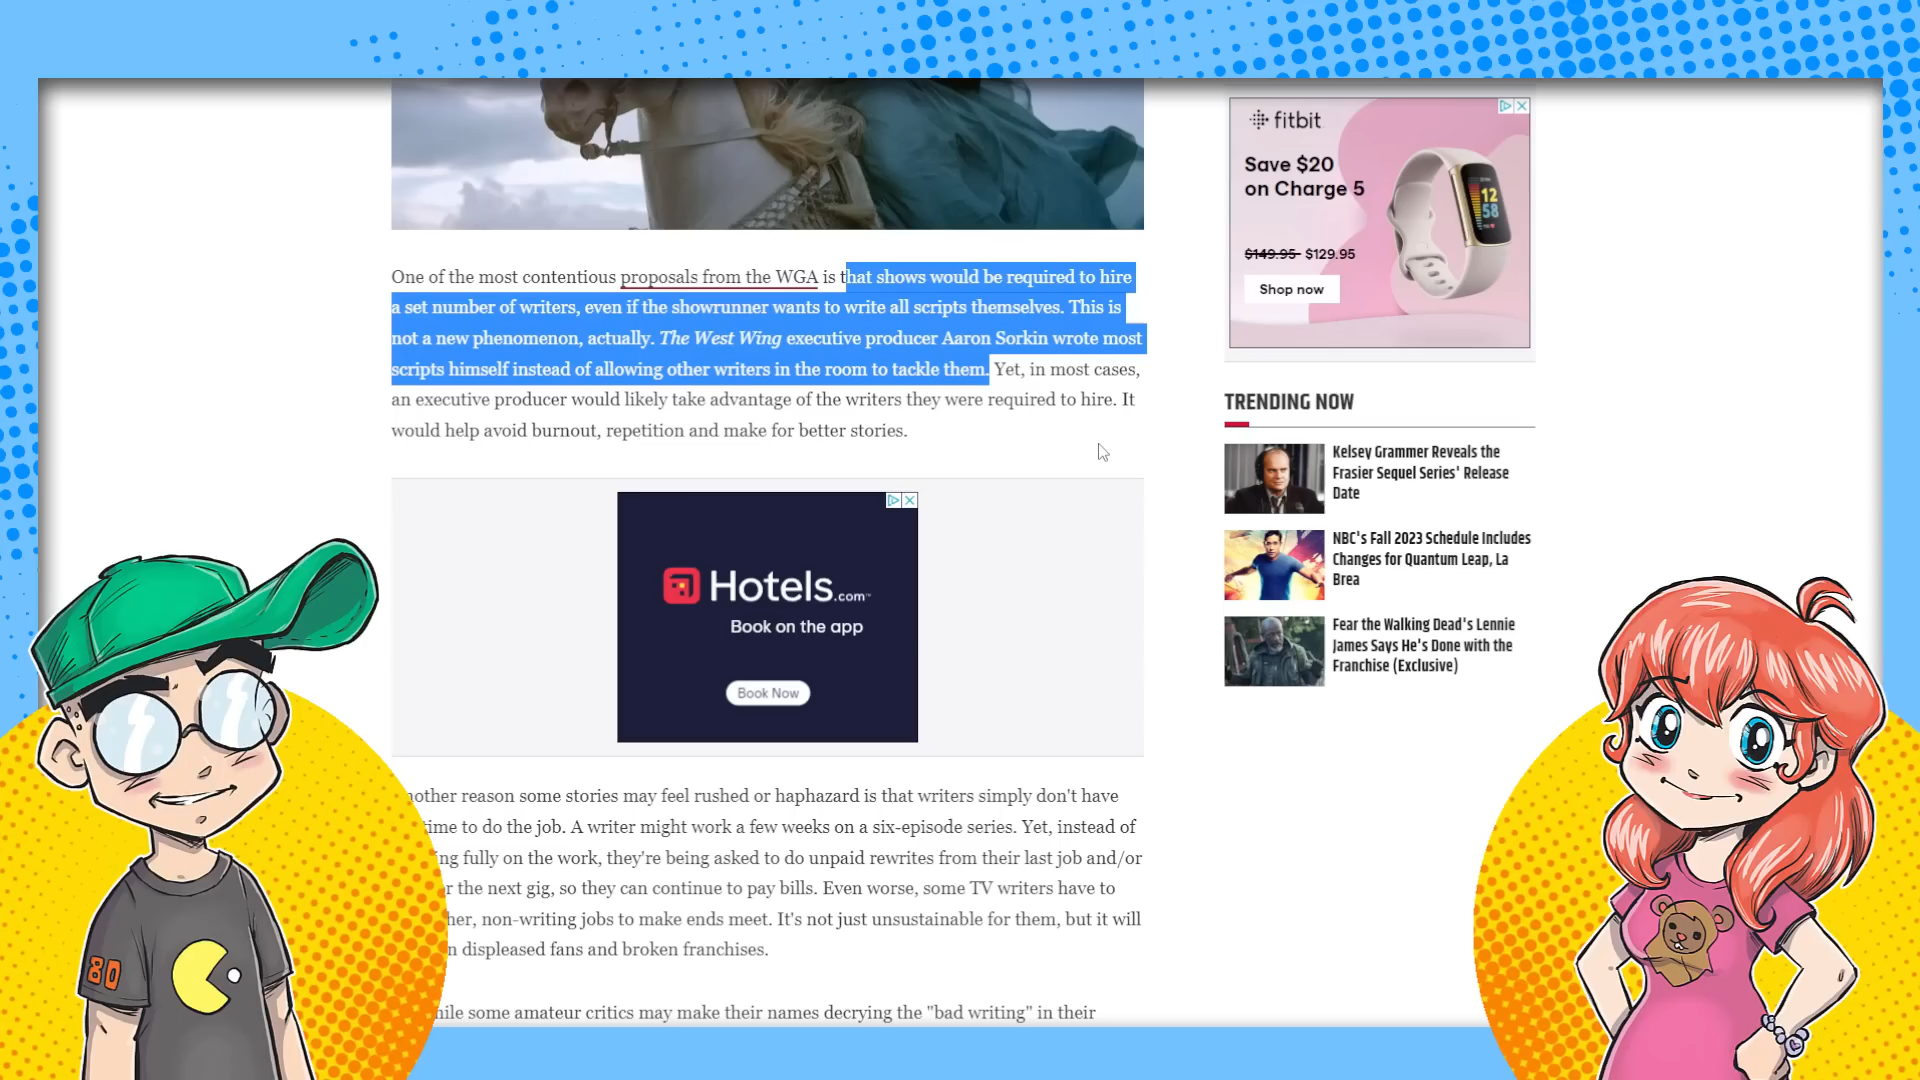 One of the most contentious proposals from the WGA is that shows would be required to hire
a set number of writers, even if the showrunner wants to write all scripts themselves. This is
not a new phenomenon, actually. The West Wing executive producer Aaron Sorkin wrote most
scripts himself instead of allowing other writers in the room to tackle them. Yet, in most cases,
an executive producer would likely take advantage of the writers they were required to hire. It
would help avoid burnout, repetition and make for better stories.
Hotels.com™
Book on the app
Book Now
nother reason some stories may feel rushed or haphazard is that writers simply don't have
time to do the job. A writer might work a few weeks on a six-episode series. Yet, instead of
ng fully on the work, they're being asked to do unpaid rewrites from their last job and/or
r the next gig, so they can continue to pay bills. Even worse, some TV writers have to
her, non-writing jobs to make ends meet. It's not just unsustainable for them, but it will
n displeased fans and broken franchises.
hile some amateur critics may make their names decrying the "bad writing" in their
fitbit
Save $20
on Charge 5
12
58
$149.95 $129.95
Shop now
TRENDING NOW
Kelsey Grammer Reveals the
Frasier Sequel Series' Release
Date
NBC's Fall 2023 Schedule Includes
Changes for Quantum Leap, La
Brea
Fear the Walking Dead's Lennie
James Says He's Done with the
Franchise (Exclusive)
80